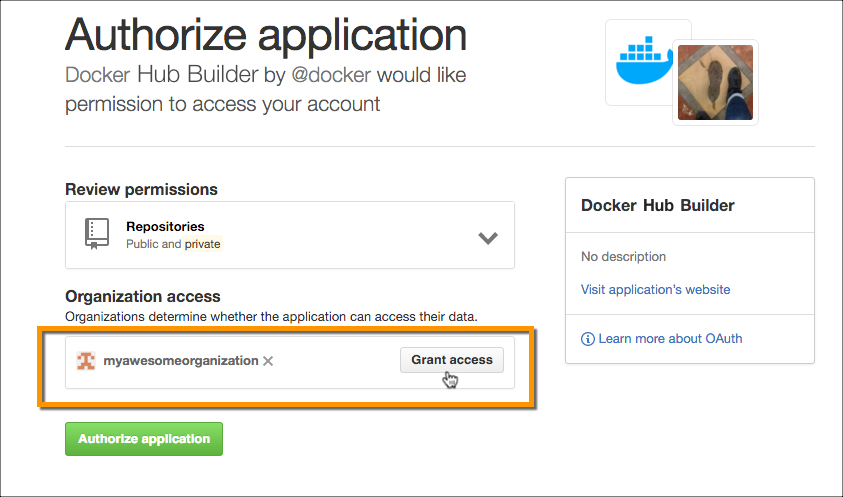 Authorize application
Docker Hub Builder by @docker would like
permission to access your account
Review permissions
Repositories
Public and private
Organization access
Organizations determine whether the application can access their data.
myawesomeorganization
Grant access
Authorize application
Docker Hub Builder
No description
Visit application's website
Learn more about OAuth